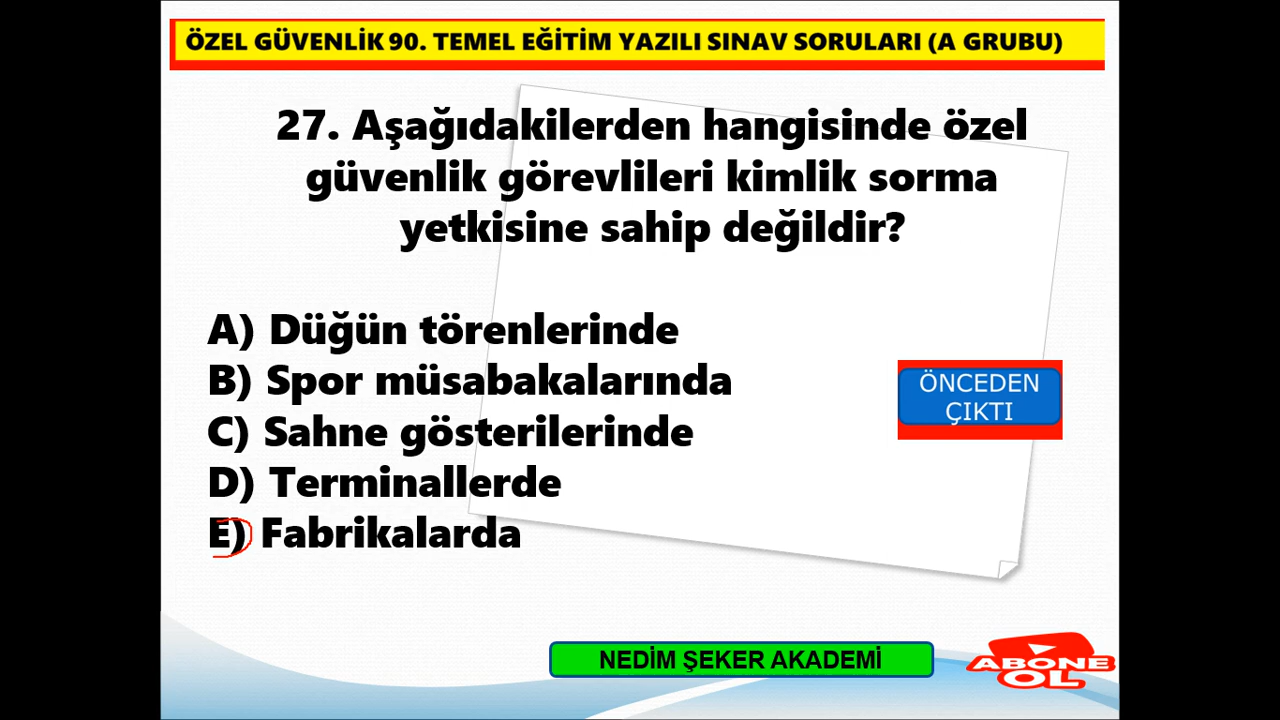 ÖZEL GÜVENLİK 90. TEMEL EĞİTİM YAZILI SINAV SORULARI (A GRUBU)
27. Aşağıdakilerden hangisinde özel
güvenlik görevlileri kimlik sorma
yetkisine sahip değildir?
A) Düğün törenlerinde
B) Spor müsabakalarında
C) Sahne gösterilerinde
D) Terminallerde
E) Fabrikalarda
ÖNCEDEN
ÇIKTI
NEDİM ŞEKER AKADEMİ
ABONE
OL